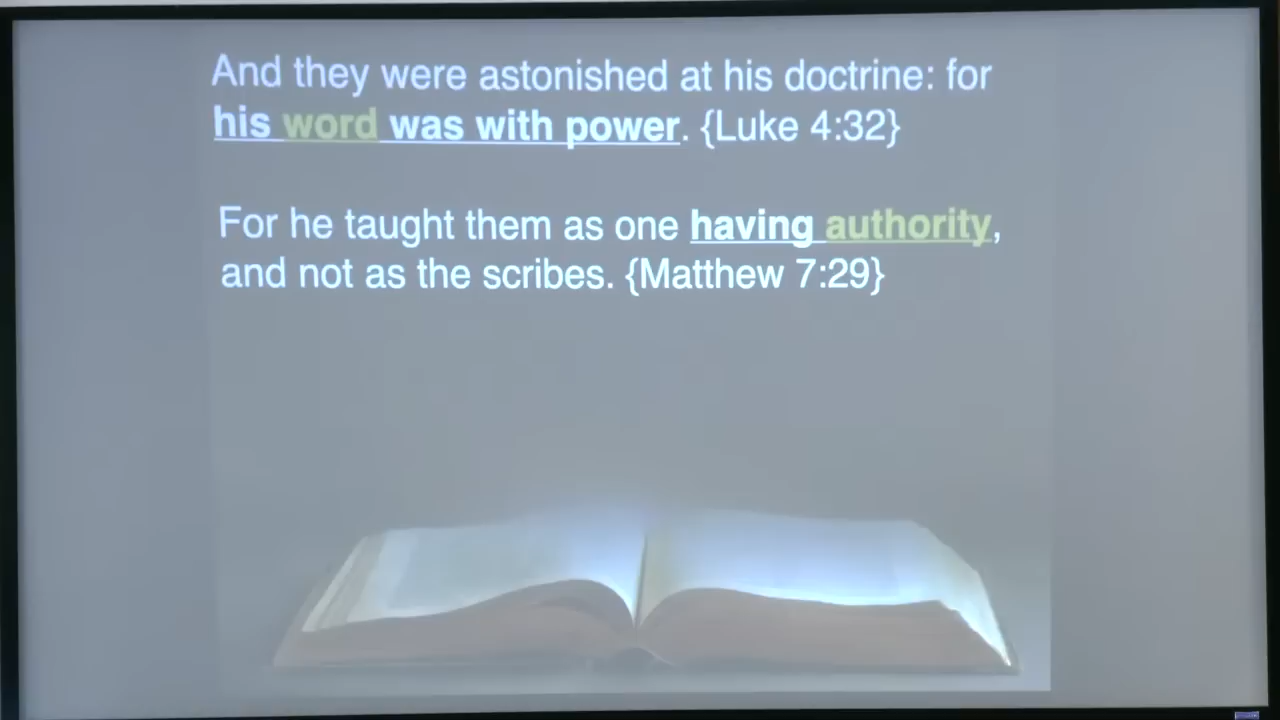 And they were astonished at his doctrine: for
his word was with power. {Luke 4:32}
For he taught them as one having authority,
and not as the scribes. {Matthew 7:29}